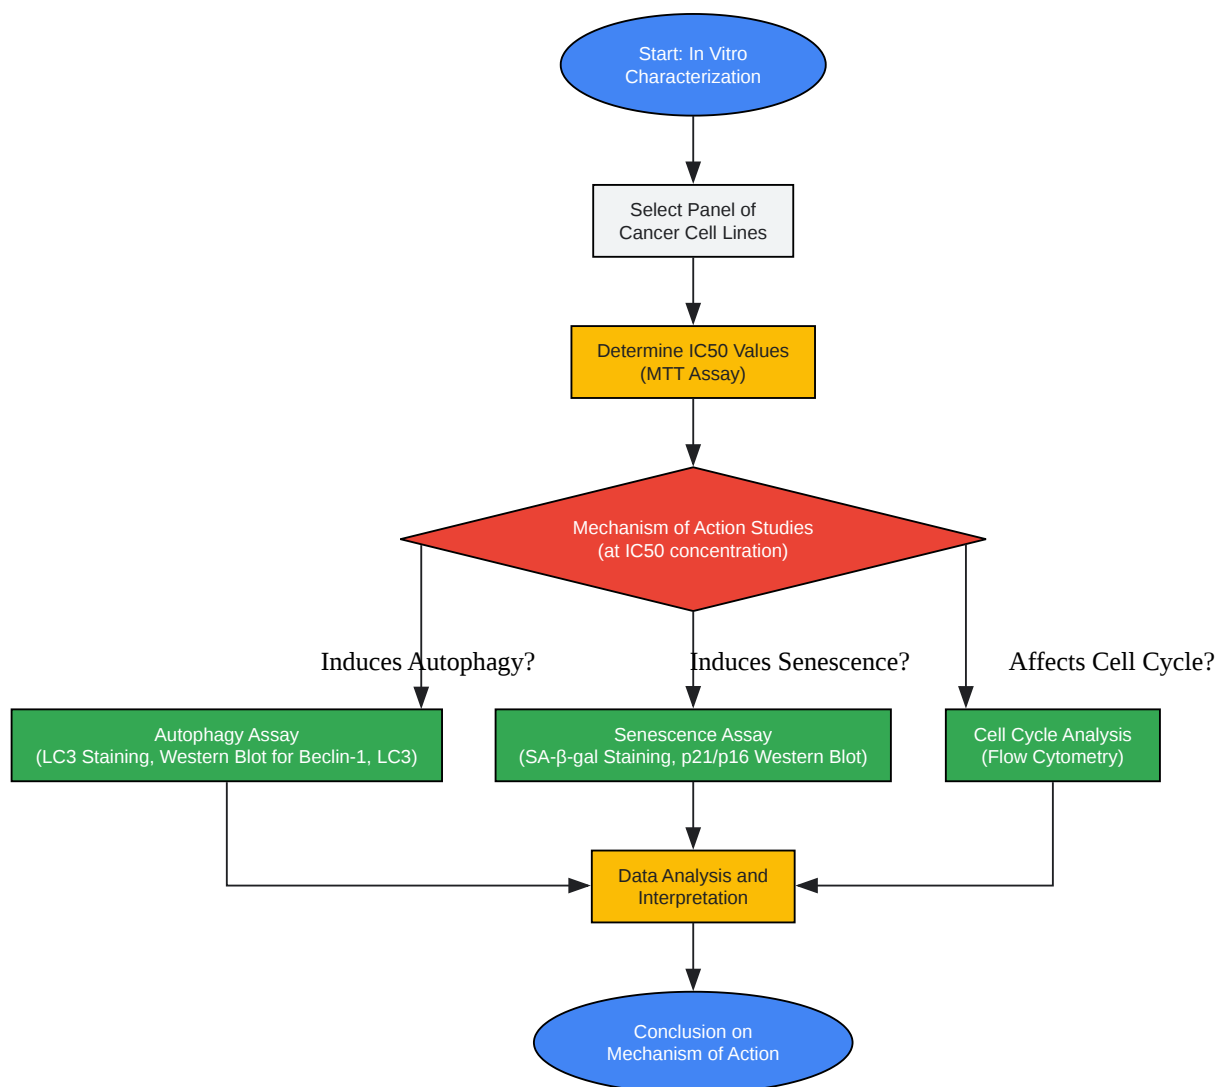 Start: In Vitro
Characterization
Select Panel of
Cancer Cell Lines
Determine IC50 Values
(MTT Assay)
Mechanism of Action Studies
(at IC50 concentration)
Induces Autophagy?
Induces Senescence?
Affects Cell Cycle?
Autophagy Assay
(LC3 Staining, Western Blot for Beclin-1, LC3)
Senescence Assay
(SA-β-gal Staining, p21/p16 Western Blot)
Cell Cycle Analysis
(Flow Cytometry)
Data Analysis and
Interpretation
Conclusion on
Mechanism of Action